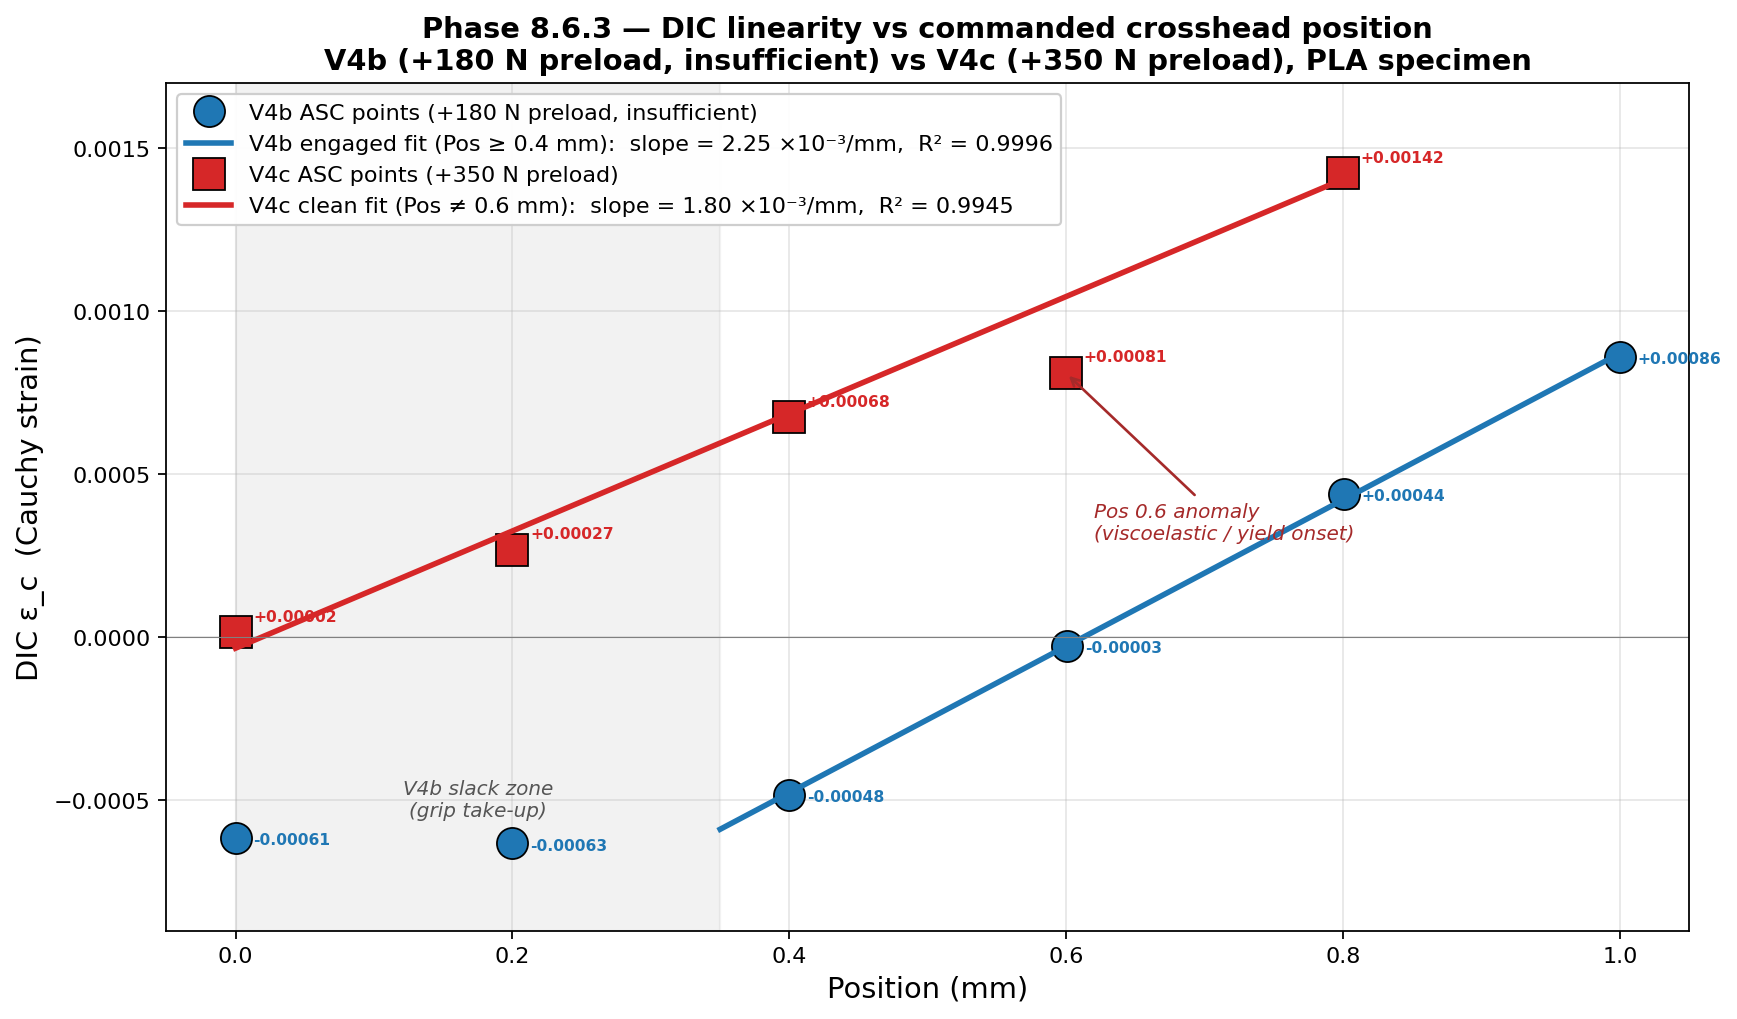 Phase 8.6.3 — DIC linearity vs commanded crosshead position
V4b (+180 N preload, insufficient) vs V4c (+350 N preload), PLA specimen
V4b ASC points (+180 N preload, insufficient)
V4b engaged fit (Pos ≥ 0.4 mm):  slope = 2.25 ×10⁻³/mm,  R² = 0.9996
V4c ASC points (+350 N preload)
V4c clean fit (Pos ≠ 0.6 mm):  slope = 1.80 ×10⁻³/mm,  R² = 0.9945
DIC ε_c  (Cauchy strain)
0.0015
0.0010
0.0005
0.0000
−0.0005
+0.00142
+0.00081
+0.00086
+0.00068
+0.00044
Pos 0.6 anomaly
(viscoelastic / yield onset)
+0.00027
+0.00002
-0.00003
V4b slack zone
(grip take-up)
-0.00048
-0.00061
-0.00063
0.0
0.2
0.4
0.6
0.8
1.0
Position (mm)